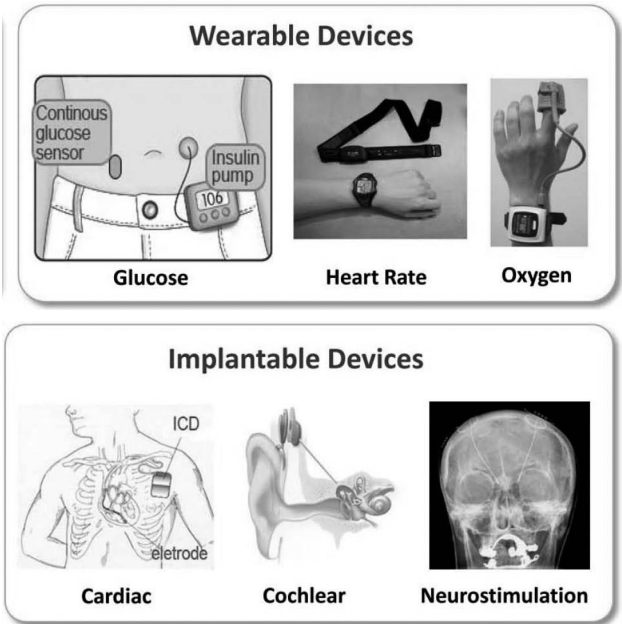 Wearable Devices
Continous
glucose
sensor
Insulin
pump
106
Glucose
Heart Rate
Oxygen
Implantable Devices
ICD
eletrode
Cardiac
Cochlear
Neurostimulation